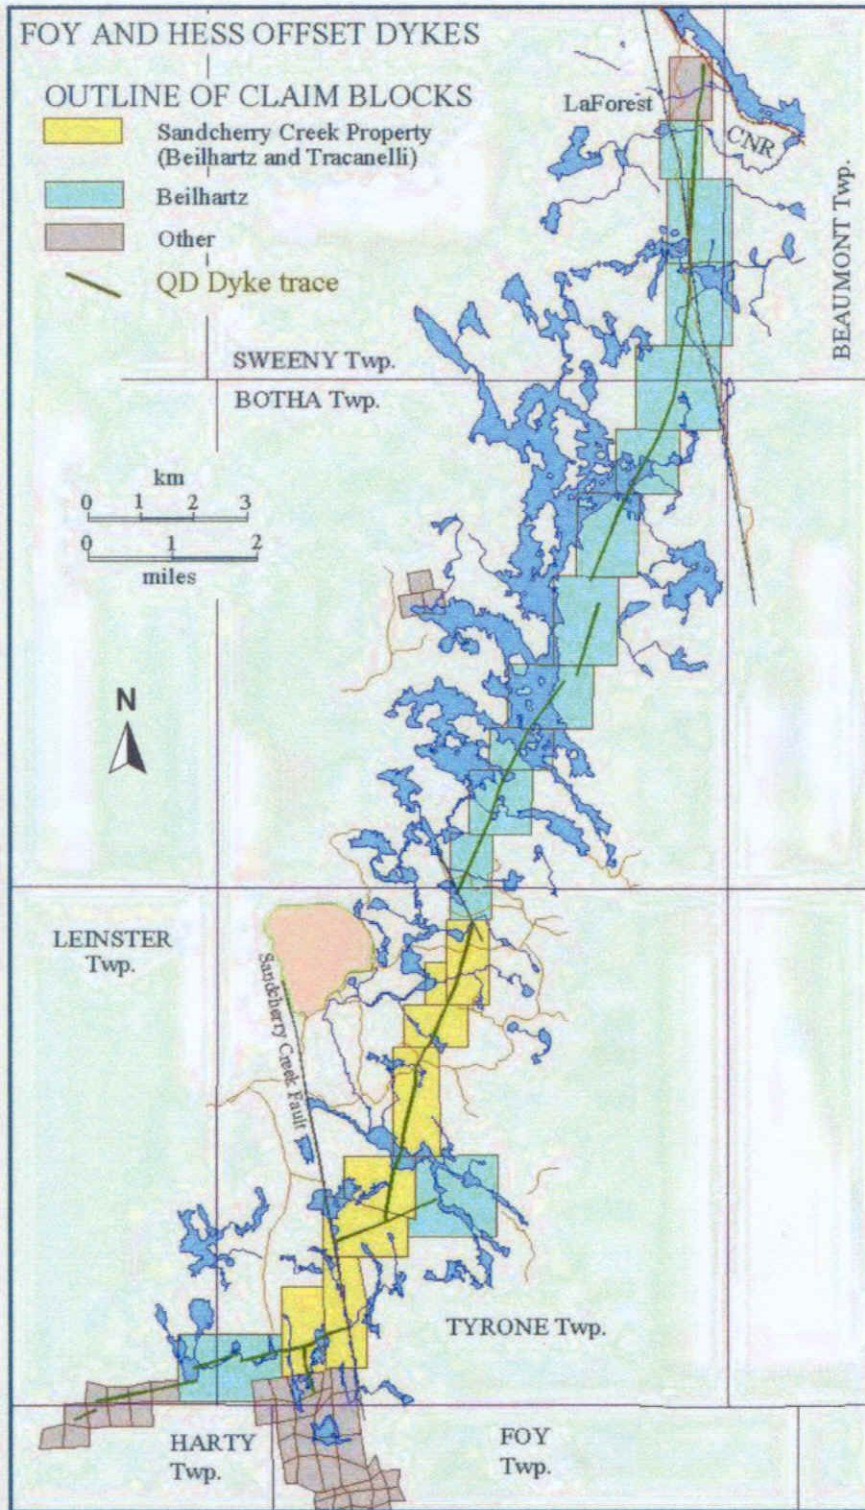 FOY AND HESS OFFSET DYKES
OUTLINE OF CLAIM BLOCKS
Sandcherry Creek Property
(Beilhartz and Tracanelli)
Beilhartz
Other
QD Dyke trace
LaForest
CNR
BEAUMONT Twp.
SWEENY Twp.
BOTHA Twp.
km
0 1 2 3
0 1 2
miles
N
LEINSTER
Twp.
Sandcherry Creek Fault
TYRONE Twp.
HARTY
Twp.
FOY
Twp.